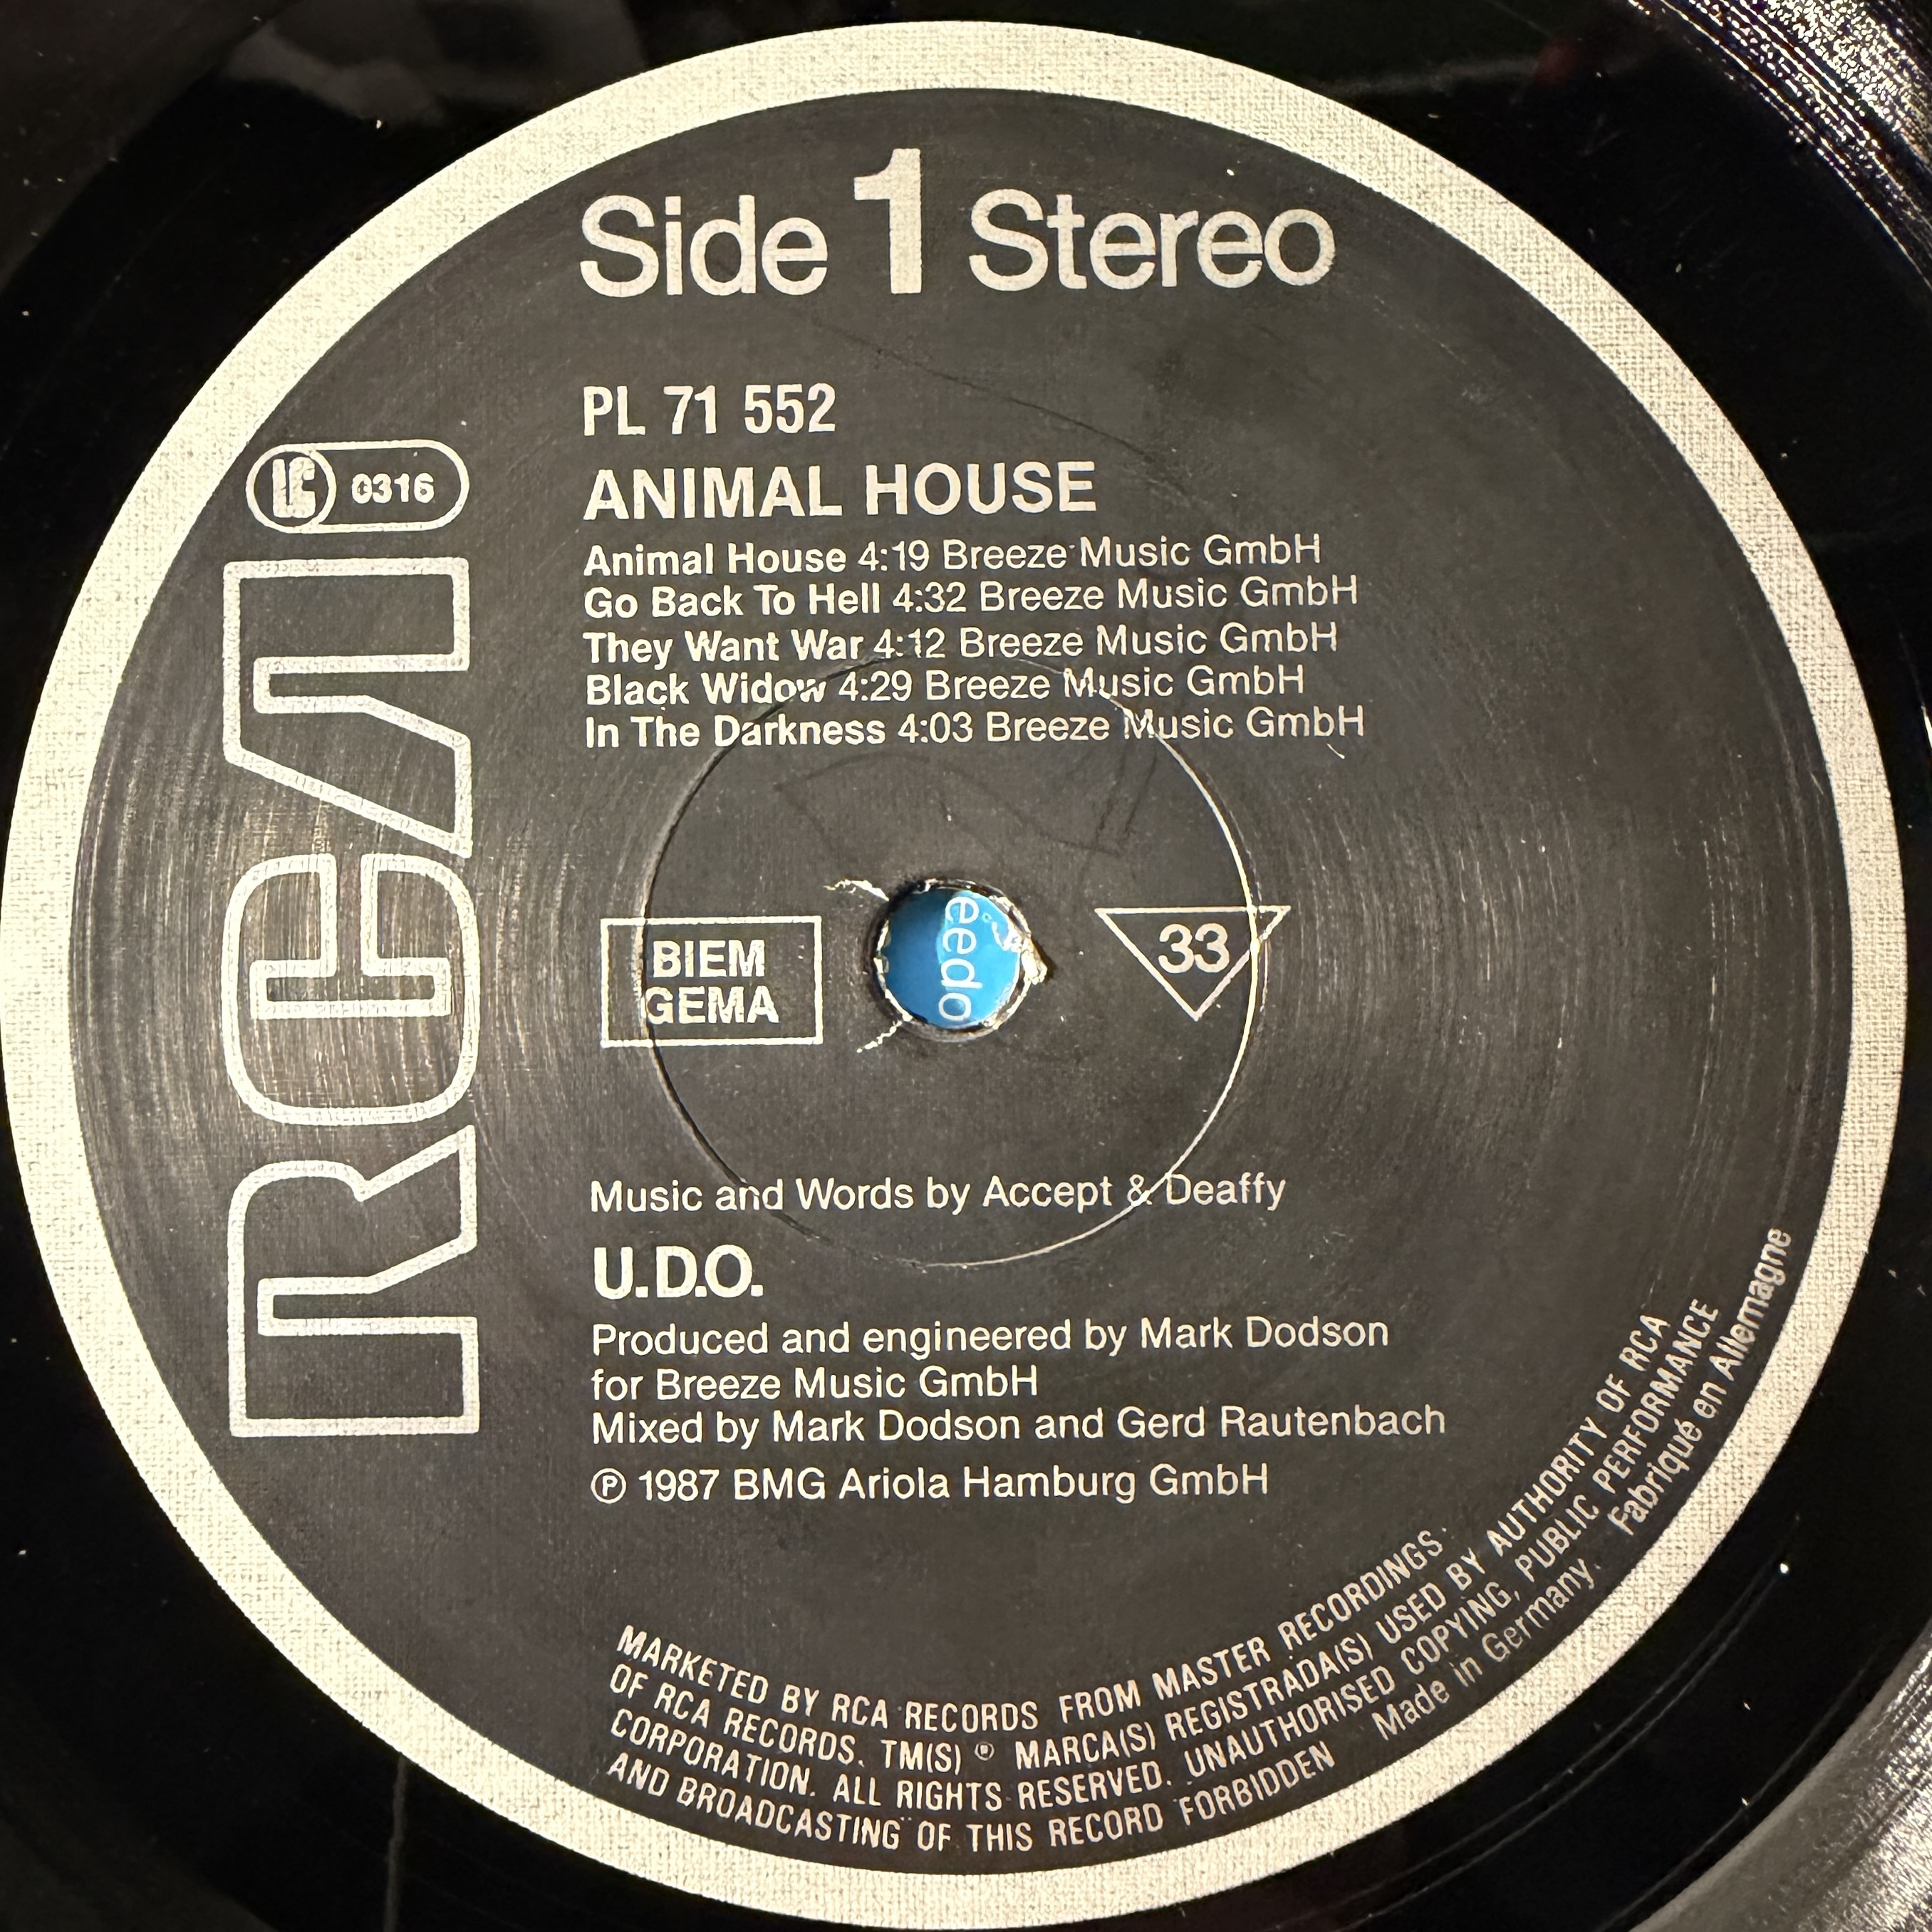 Side 1 Stereo
PL 71 552
LC 0316
ANIMAL HOUSE
Animal House 4:19 Breeze Music GmbH
Go Back To Hell 4:32 Breeze Music GmbH
They Want War 4:12 Breeze Music GmbH
Black Widow 4:29 Breeze Music GmbH
In The Darkness 4:03 Breeze Music GmbH
RCA
BIEM
GEMA
eedo
33
Music and Words by Accept & Deaffy
U.D.O.
Produced and engineered by Mark Dodson
for Breeze Music GmbH
Mixed by Mark Dodson and Gerd Rautenbach
℗ 1987 BMG Ariola Hamburg GmbH
MARKETED BY RCA RECORDS FROM MASTER RECORDINGS
OF RCA RECORDS. TM(S) ® MARCA(S) REGISTRADA(S) USED BY AUTHORITY OF RCA
CORPORATION. ALL RIGHTS RESERVED. UNAUTHORISED COPYING, PUBLIC PERFORMANCE
AND BROADCASTING OF THIS RECORD FORBIDDEN Made in Germany. Fabriqué en Allemagne